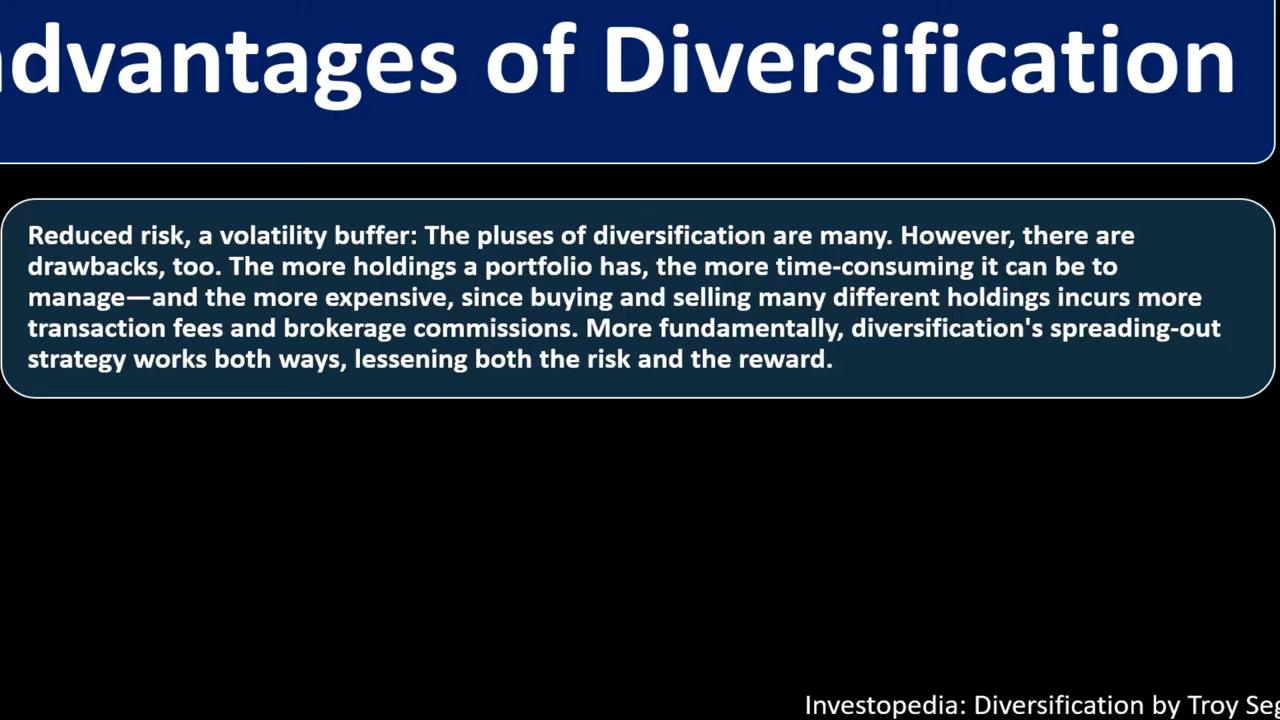 advantages of Diversification
Reduced risk, a volatility buffer: The pluses of diversification are many. However, there are
drawbacks, too. The more holdings a portfolio has, the more time-consuming it can be to
manage—and the more expensive, since buying and selling many different holdings incurs more
transaction fees and brokerage commissions. More fundamentally, diversification's spreading-out
strategy works both ways, lessening both the risk and the reward.
Investopedia: Diversification by Troy Seg